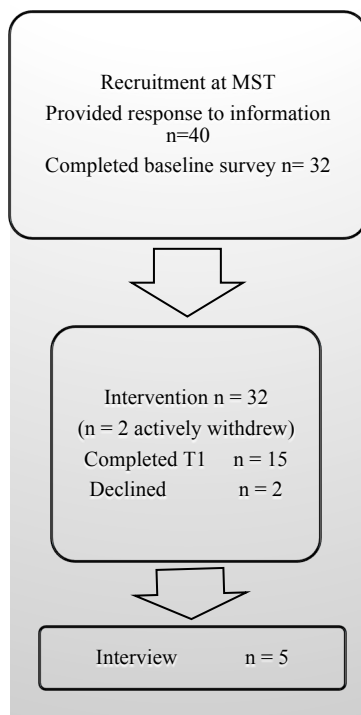 Recruitment at MST
Provided response to information
n=40
Completed baseline survey n= 32
Intervention n = 32
(n = 2 actively withdrew)
Completed T1 n = 15
Declined n = 2
Interview n = 5